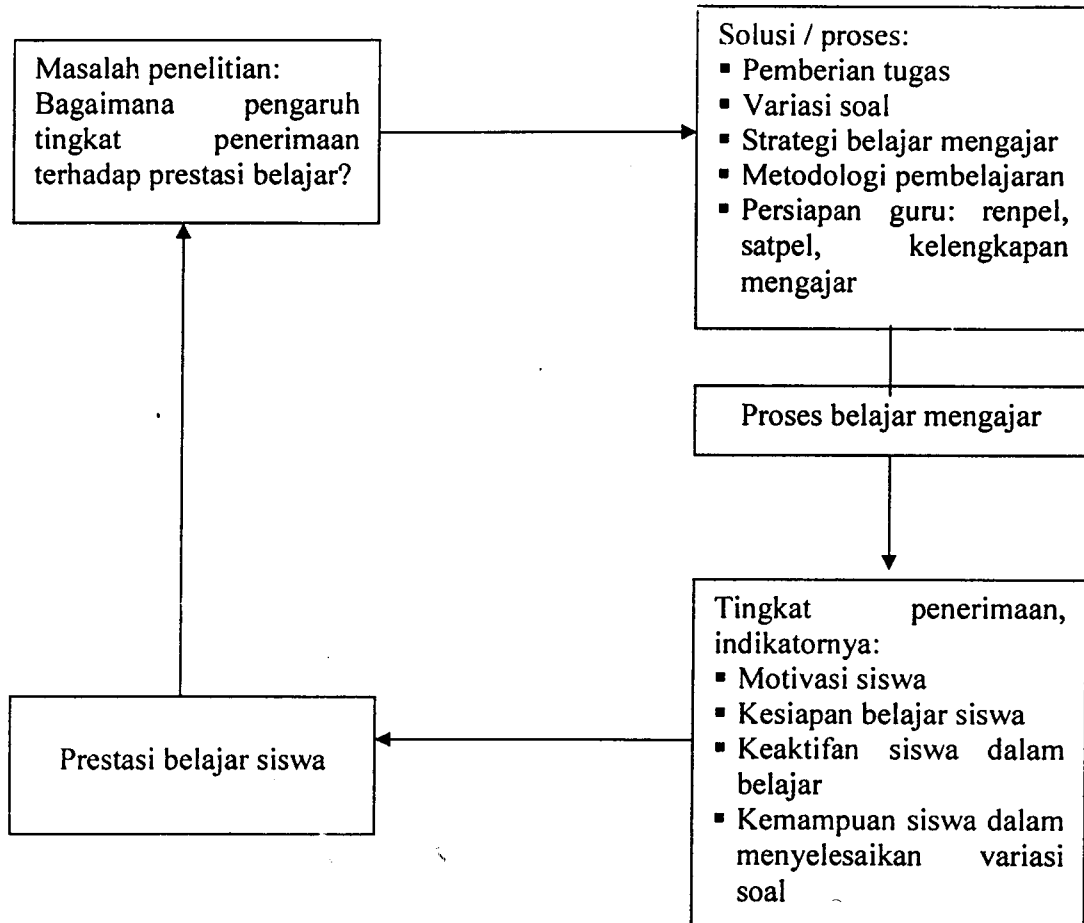 Masalah penelitian:
Bagaimana pengaruh
tingkat penerimaan
terhadap prestasi belajar?
Solusi / proses:
▪ Pemberian tugas
▪ Variasi soal
▪ Strategi belajar mengajar
▪ Metodologi pembelajaran
▪ Persiapan guru: renpel,
satpel, kelengkapan
mengajar
Proses belajar mengajar
Tingkat penerimaan,
indikatornya:
▪ Motivasi siswa
▪ Kesiapan belajar siswa
▪ Keaktifan siswa dalam
belajar
▪ Kemampuan siswa dalam
menyelesaikan variasi
soal
Prestasi belajar siswa